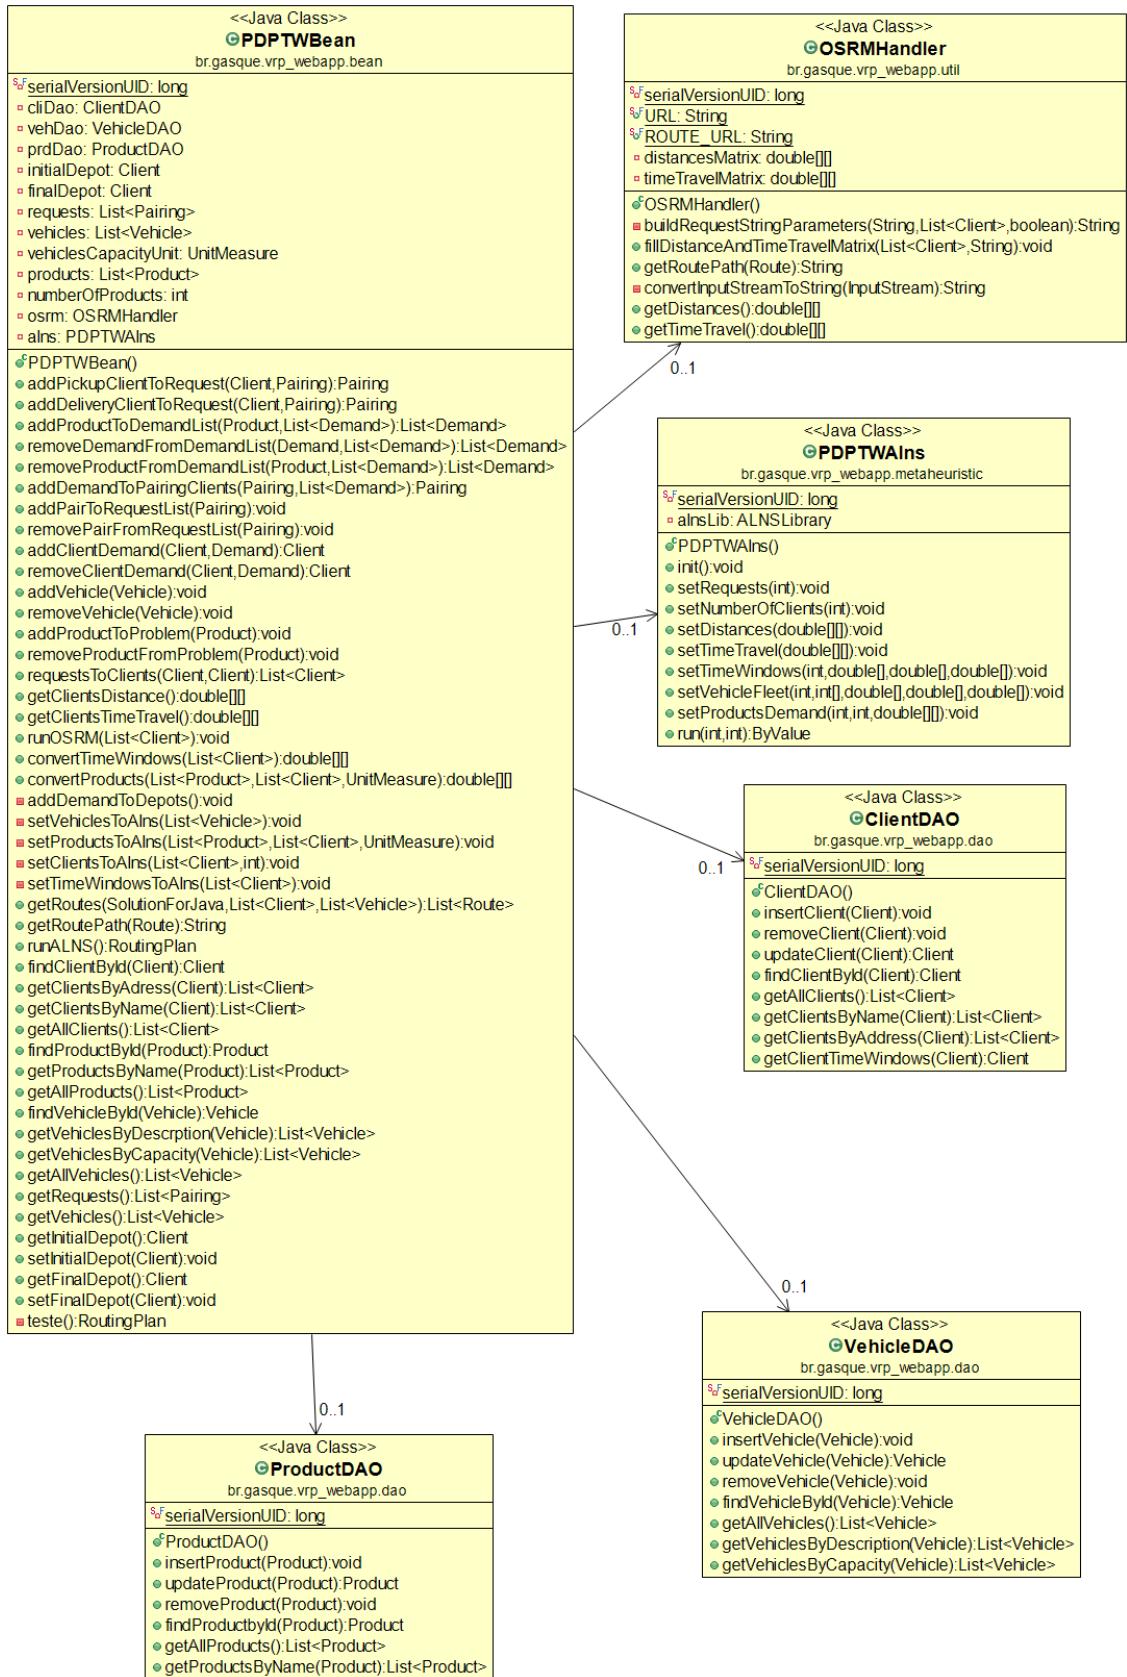 <<Java Class>>
PDPTWBean
br.gasque.vrp_webapp.bean
serialVersionUID: long
cliDao: ClientDAO
vehDao: VehicleDAO
prdDao: ProductDAO
initialDepot: Client
finalDepot: Client
requests: List<Pairing>
vehicles: List<Vehicle>
vehiclesCapacityUnit: UnitMeasure
products: List<Product>
numberOfProducts: int
osrm: OSRMHandler
alns: PDPTWAlns
PDPTWBean()
addPickupClientToRequest(Client,Pairing):Pairing
addDeliveryClientToRequest(Client,Pairing):Pairing
addProductToDemandList(Product,List<Demand>):List<Demand>
removeDemandFromDemandList(Demand,List<Demand>):List<Demand>
removeProductFromDemandList(Product,List<Demand>):List<Demand>
addDemandToPairingClients(Pairing,List<Demand>):Pairing
addPairToRequestList(Pairing):void
removePairFromRequestList(Pairing):void
addClientDemand(Client,Demand):Client
removeClientDemand(Client,Demand):Client
addVehicle(Vehicle):void
removeVehicle(Vehicle):void
addProductToProblem(Product):void
removeProductFromProblem(Product):void
requestsToClients(Client,Client):List<Client>
getClientsDistance():double[][]
getClientsTimeTravel():double[][]
runOSRM(List<Client>):void
convertTimeWindows(List<Client>):double[][]
convertProducts(List<Product>,List<Client>,UnitMeasure):double[][]
addDemandToDepots():void
setVehiclesToAlns(List<Vehicle>):void
setProductsToAlns(List<Product>,List<Client>,UnitMeasure):void
setClientsToAlns(List<Client>,int):void
setTimeWindowsToAlns(List<Client>):void
getRoutes(SolutionForJava,List<Client>,List<Vehicle>):List<Route>
getRoutePath(Route):String
runALNS():RoutingPlan
findClientById(Client):Client
getClientsByAdress(Client):List<Client>
getClientsByName(Client):List<Client>
getAllClients():List<Client>
findProductById(Product):Product
getProductsByName(Product):List<Product>
getAllProducts():List<Product>
findVehicleById(Vehicle):Vehicle
getVehiclesByDescrption(Vehicle):List<Vehicle>
getVehiclesByCapacity(Vehicle):List<Vehicle>
getAllVehicles():List<Vehicle>
getRequests():List<Pairing>
getVehicles():List<Vehicle>
getInitialDepot():Client
setInitialDepot(Client):void
getFinalDepot():Client
setFinalDepot(Client):void
teste():RoutingPlan
<<Java Class>>
OSRMHandler
br.gasque.vrp_webapp.util
serialVersionUID: long
URL: String
ROUTE_URL: String
distancesMatrix: double[][]
timeTravelMatrix: double[][]
OSRMHandler()
buildRequestStringParameters(String,List<Client>,boolean):String
fillDistanceAndTimeTravelMatrix(List<Client>,String):void
getRoutePath(Route):String
convertInputStreamToString(InputStream):String
getDistances():double[][]
getTimeTravel():double[][]
0..1
<<Java Class>>
PDPTWAlns
br.gasque.vrp_webapp.metaheuristic
serialVersionUID: long
alnsLib: ALNSLibrary
PDPTWAlns()
init():void
setRequests(int):void
setNumberOfClients(int):void
setDistances(double[][]):void
setTimeTravel(double[][]):void
setTimeWindows(int,double[],double[],double[]):void
setVehicleFleet(int,int[],double[],double[],double[]):void
setProductsDemand(int,int,double[][]):void
run(int,int):ByValue
0..1
<<Java Class>>
ClientDAO
br.gasque.vrp_webapp.dao
serialVersionUID: long
ClientDAO()
insertClient(Client):void
removeClient(Client):void
updateClient(Client):Client
findClientById(Client):Client
getAllClients():List<Client>
getClientsByName(Client):List<Client>
getClientsByAddress(Client):List<Client>
getClientTimeWindows(Client):Client
0..1
0..1
<<Java Class>>
VehicleDAO
br.gasque.vrp_webapp.dao
serialVersionUID: long
VehicleDAO()
insertVehicle(Vehicle):void
updateVehicle(Vehicle):Vehicle
removeVehicle(Vehicle):void
findVehicleById(Vehicle):Vehicle
getAllVehicles():List<Vehicle>
getVehiclesByDescription(Vehicle):List<Vehicle>
getVehiclesByCapacity(Vehicle):List<Vehicle>
0..1
<<Java Class>>
ProductDAO
br.gasque.vrp_webapp.dao
serialVersionUID: long
ProductDAO()
insertProduct(Product):void
updateProduct(Product):Product
removeProduct(Product):void
findProductbyId(Product):Product
getAllProducts():List<Product>
getProductsByName(Product):List<Product>